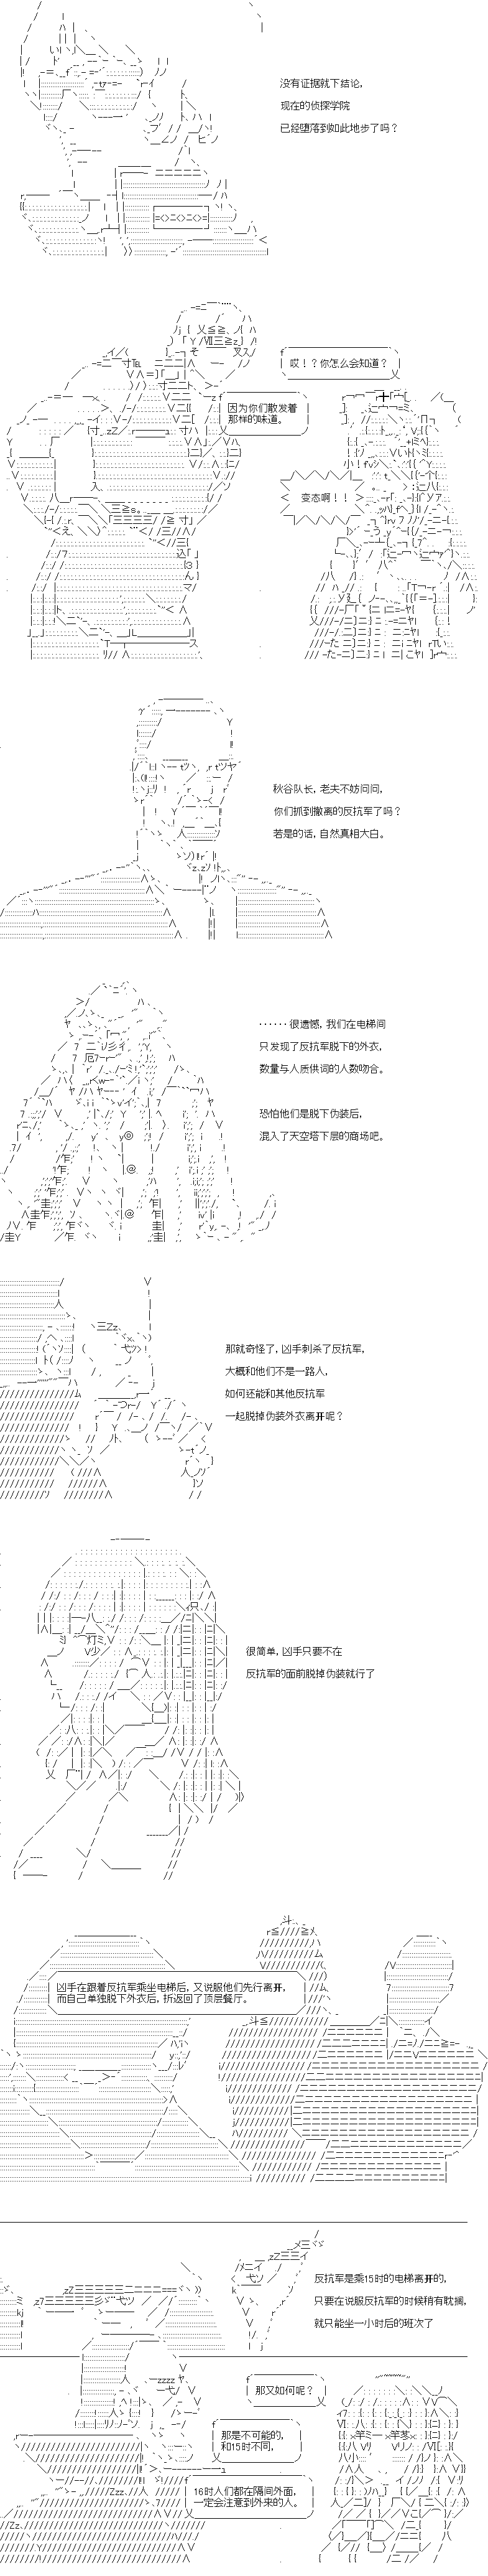 没有证据就下结论，
现在的侦探学院
已经堕落到如此地步了吗？
哎！？你怎么会知道？
因为你们散发着
那样的味道。
＜ 变态啊！！ ＞
秋谷队长，老夫不妨问问，
你们抓到撤离的反抗军了吗？
若是的话，自然真相大白。
……很遗憾，我们在电梯间
只发现了反抗军脱下的外衣，
数量与人质供词的人数吻合。
恐怕他们是脱下伪装后，
混入了天空塔下层的商场吧。
那就奇怪了，凶手刺杀了反抗军，
大概和他们不是一路人，
如何还能和其他反抗军
一起脱掉伪装外衣离开呢？
很简单，凶手只要不在
反抗军的面前脱掉伪装就行了
凶手在跟着反抗军乘坐电梯后，又说服他们先行离开，
而自己单独脱下外衣后，折返回了顶层餐厅。
反抗军是乘15时的电梯离开的，
只要在说服反抗军的时候稍有耽搁，
就只能坐一小时后的班次了
那又如何呢？
那是不可能的，
和15时不同，
16时人们都在隔间外面，
一定会注意到外来的人。